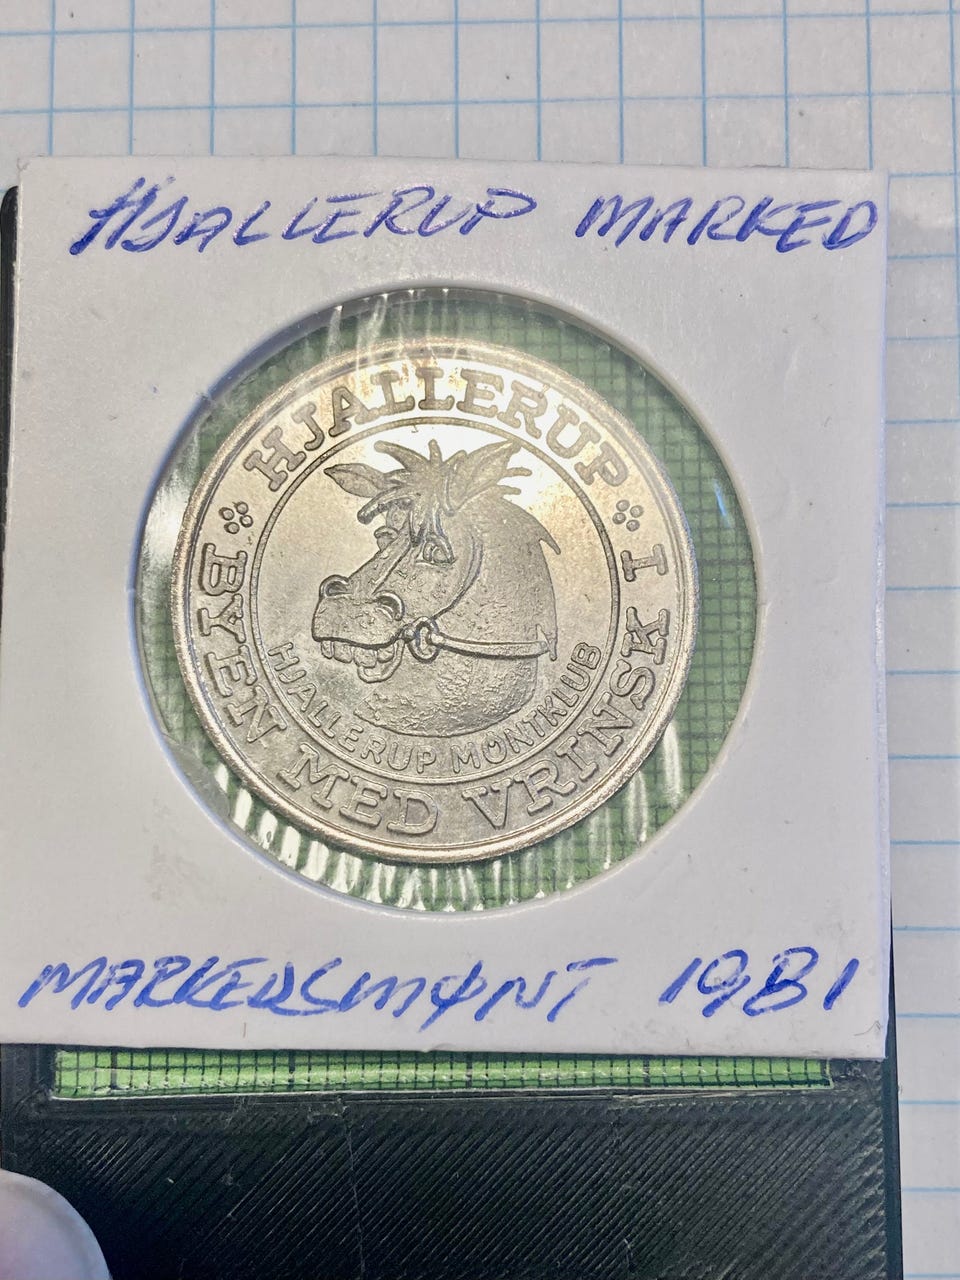 HJALLERUP MARKED
HJALLERUP
BYEN MED VRINSK I
HJALLERUP MØNTKLUB
MARKEDSMØNT 1981